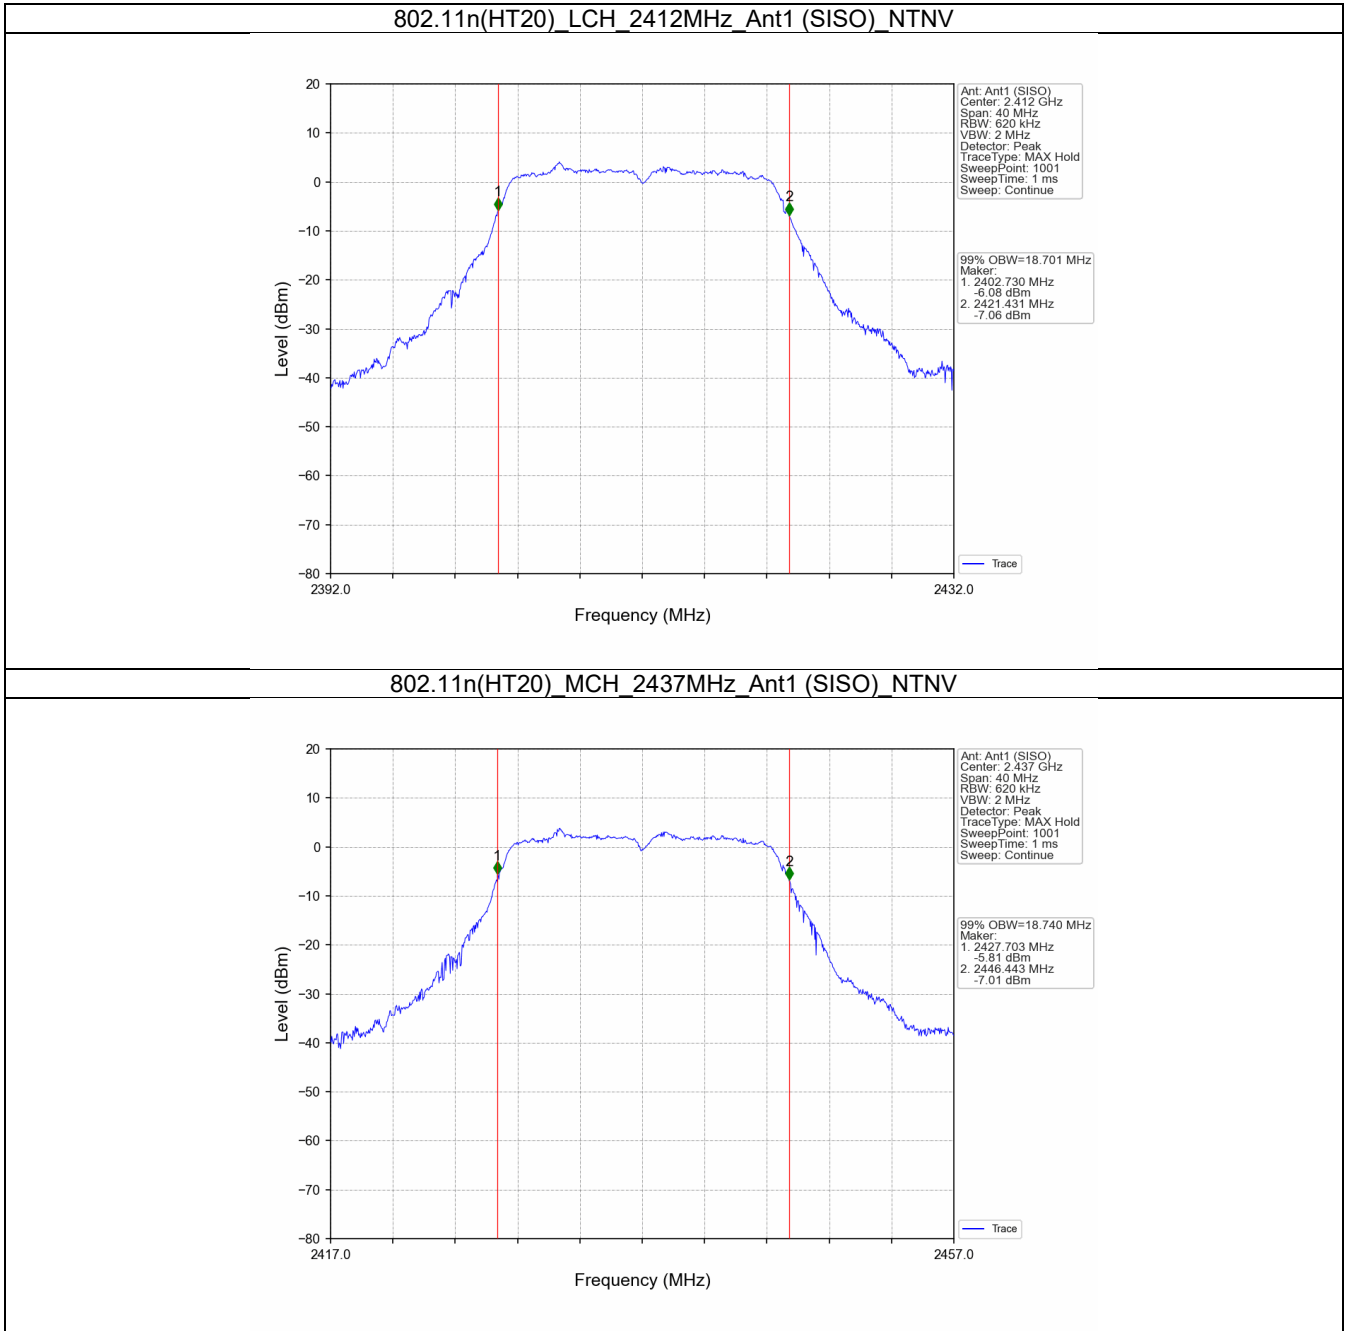 802.11n(HT20)_LCH_2412MHz_Ant1 (SISO)_NTNV
20
10
0
−10
−20
−30
−40
−50
−60
−70
−80
Level (dBm)
1
2
2392.0
2432.0
Frequency (MHz)
Ant: Ant1 (SISO)
Center: 2.412 GHz
Span: 40 MHz
RBW: 620 kHz
VBW: 2 MHz
Detector: Peak
TraceType: MAX Hold
SweepPoint: 1001
SweepTime: 1 ms
Sweep: Continue
99% OBW=18.701 MHz
Maker:
1. 2402.730 MHz
-6.08 dBm
2. 2421.431 MHz
-7.06 dBm
Trace
802.11n(HT20)_MCH_2437MHz_Ant1 (SISO)_NTNV
20
10
0
−10
−20
−30
−40
−50
−60
−70
−80
Level (dBm)
1
2
2417.0
2457.0
Frequency (MHz)
Ant: Ant1 (SISO)
Center: 2.437 GHz
Span: 40 MHz
RBW: 620 kHz
VBW: 2 MHz
Detector: Peak
TraceType: MAX Hold
SweepPoint: 1001
SweepTime: 1 ms
Sweep: Continue
99% OBW=18.740 MHz
Maker:
1. 2427.703 MHz
-5.81 dBm
2. 2446.443 MHz
-7.01 dBm
Trace